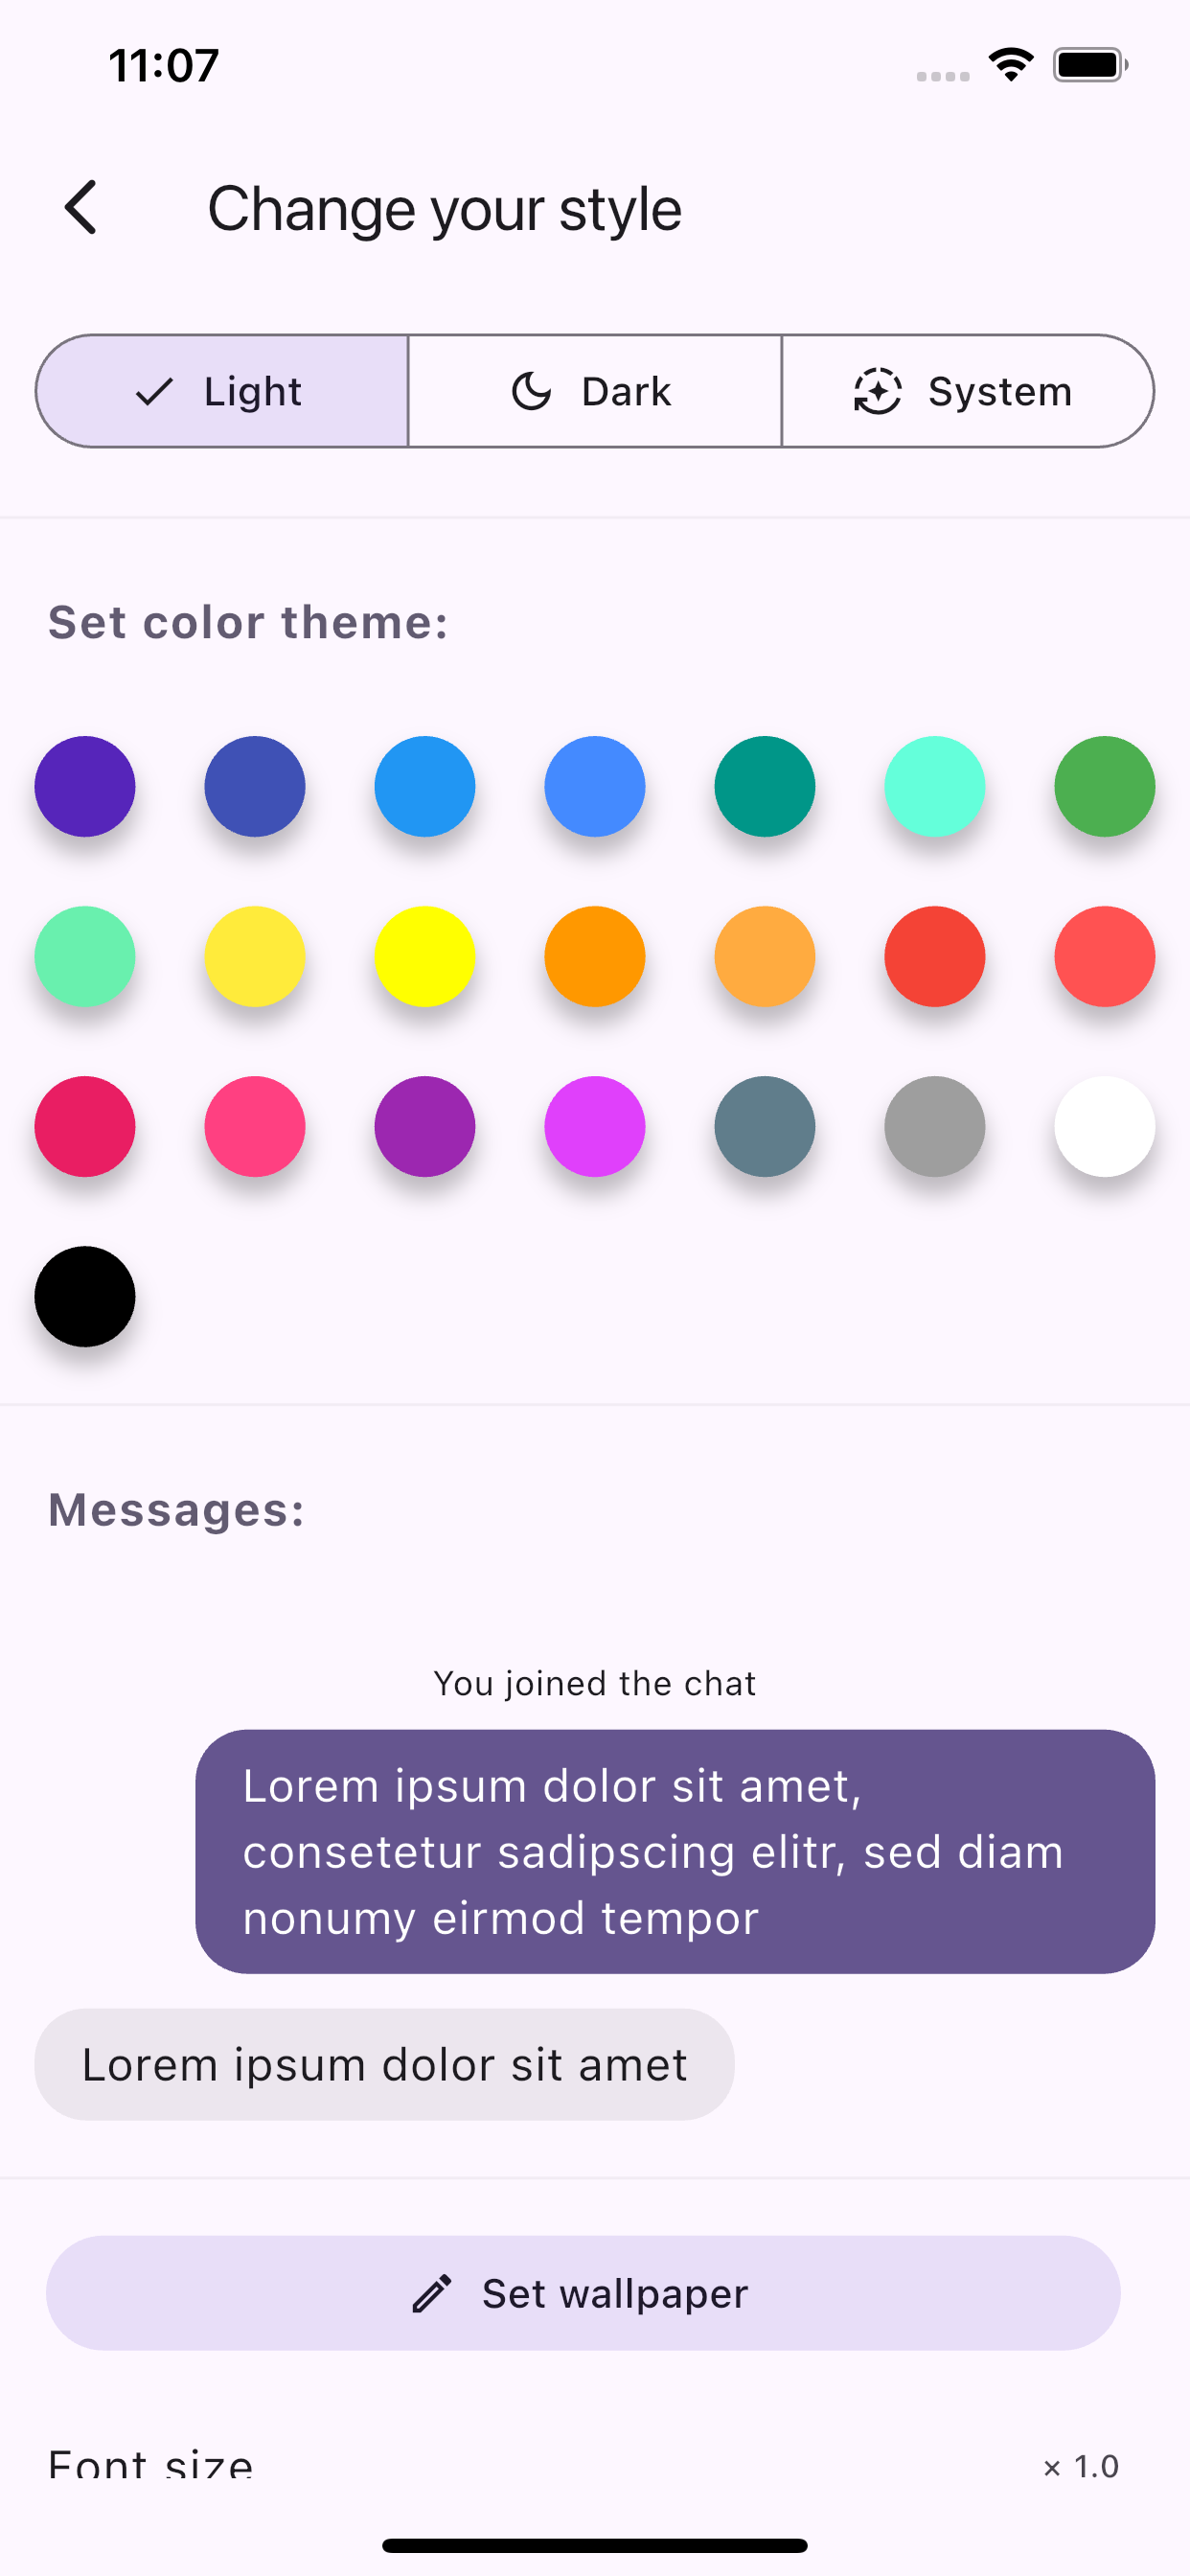 11:07
Change your style
Light
Dark
System
Set color theme:
Messages:
You joined the chat
Lorem ipsum dolor sit amet,
consetetur sadipscing elitr, sed diam
nonumy eirmod tempor
Lorem ipsum dolor sit amet
Set wallpaper
Font size
× 1.0